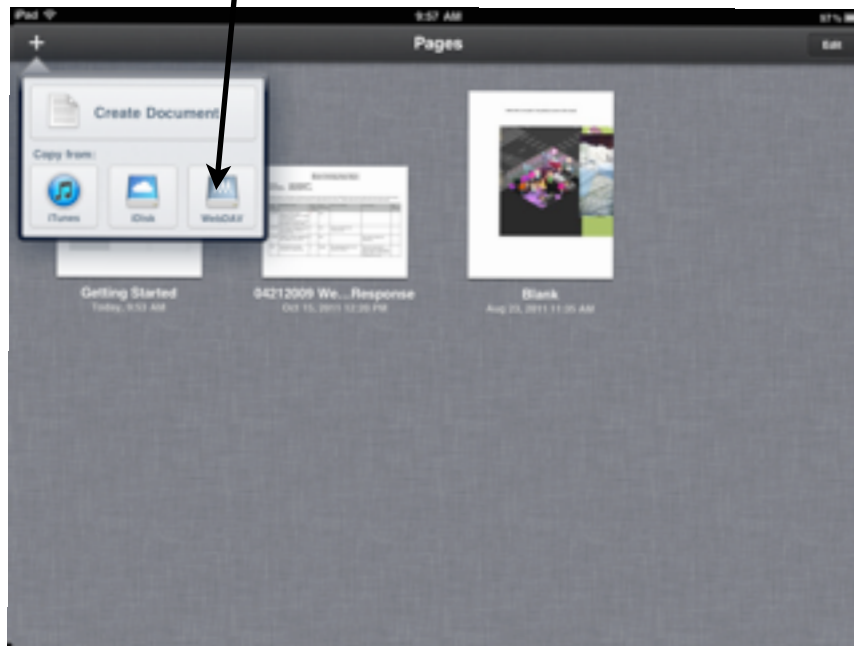 iPad 9:57 AM 87%
+ Pages Edit
Create Document
Copy from:
iTunes iDisk WebDAV
Getting Started 04212009 We...Response Blank
Today, 9:53 AM Oct 15, 2011 12:20 PM Aug 23, 2011 11:35 AM